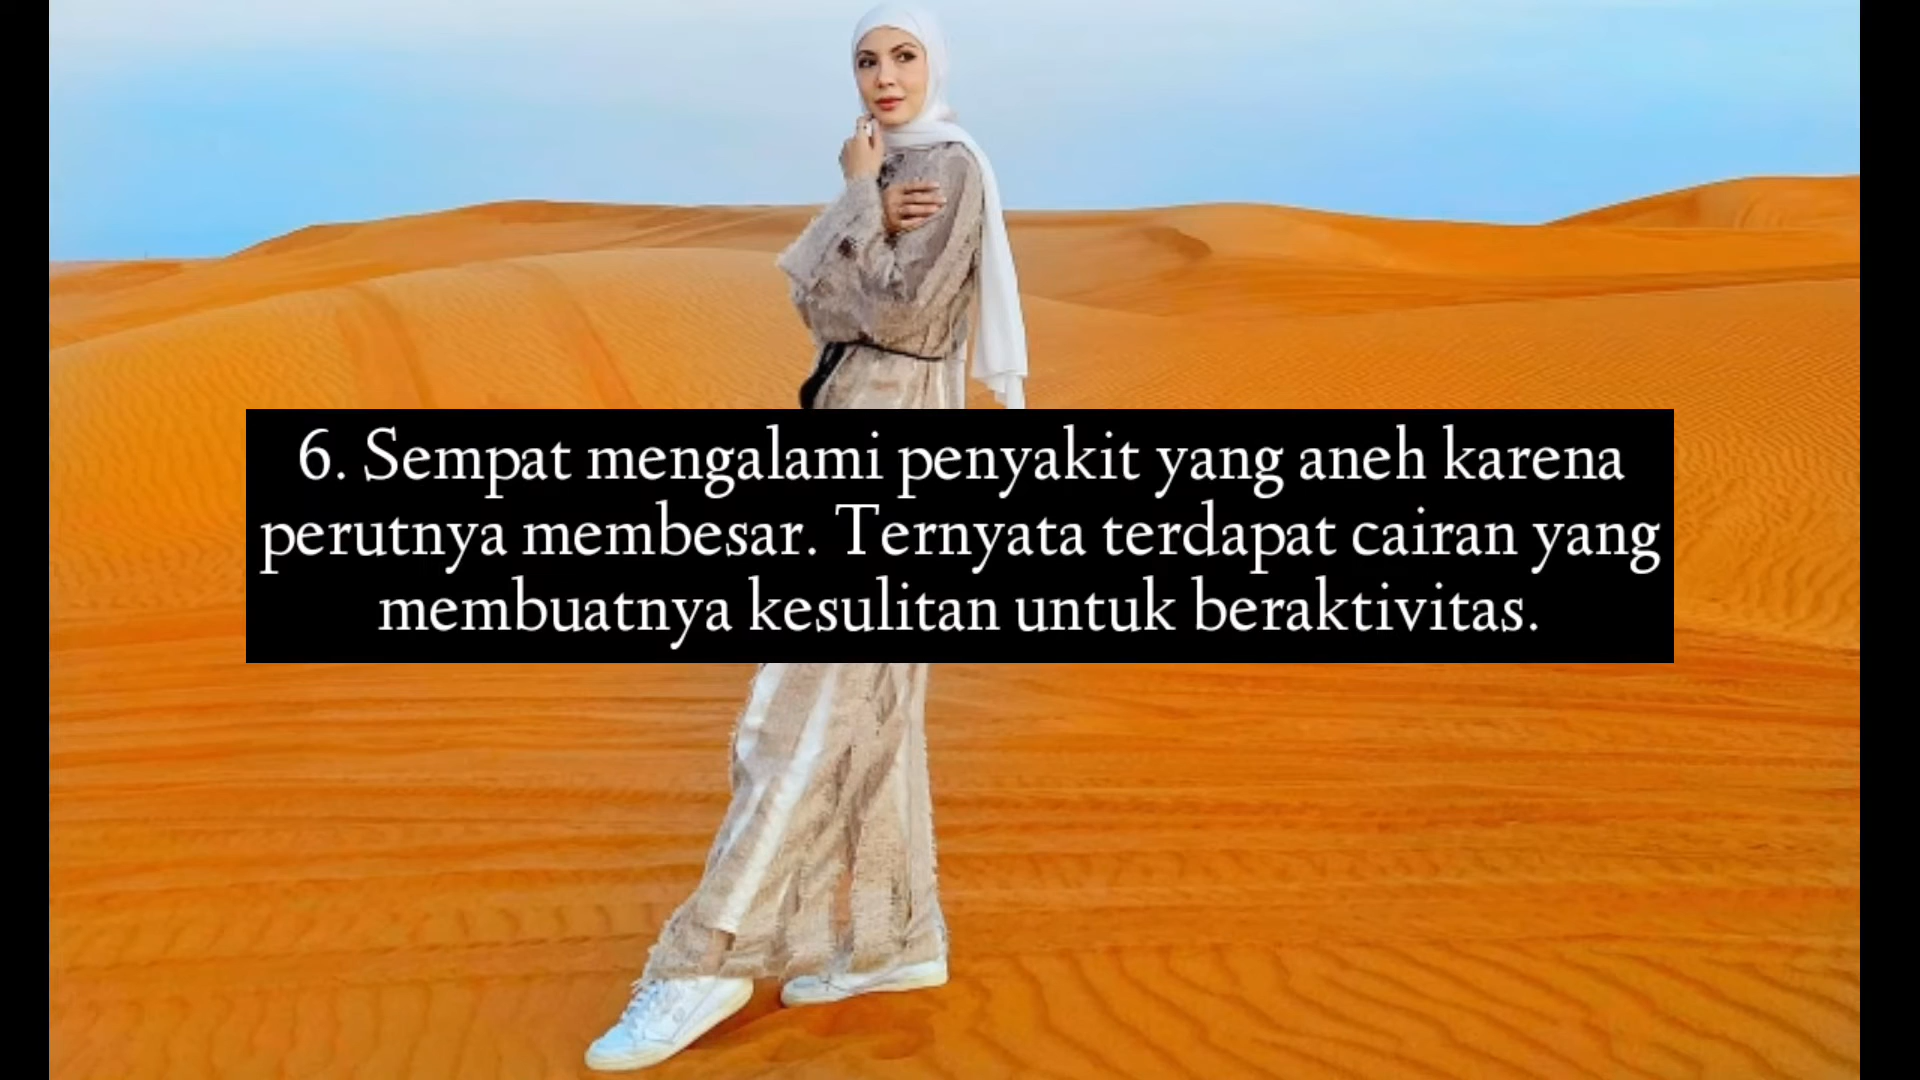 6. Sempat mengalami penyakit yang aneh karena
perutnya membesar. Ternyata terdapat cairan yang
membuatnya kesulitan untuk beraktivitas.